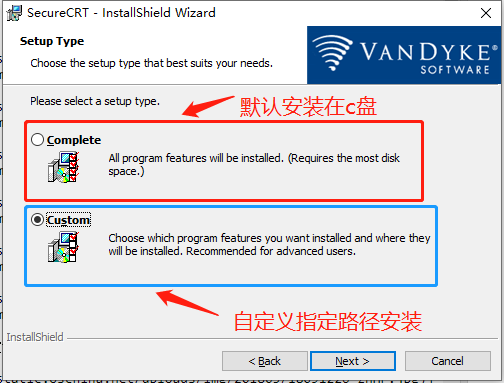 SecureCRT - InstallShield Wizard
Setup Type
Choose the setup type that best suits your needs.
VANDYKE
SOFTWARE
Please select a setup type.
默认安装在c盘
Complete
All program features will be installed. (Requires the most disk
space.)
Custom
Choose which program features you want installed and where they
will be installed. Recommended for advanced users.
自定义指定路径安装
InstallShield
< Back
Next >
Cancel